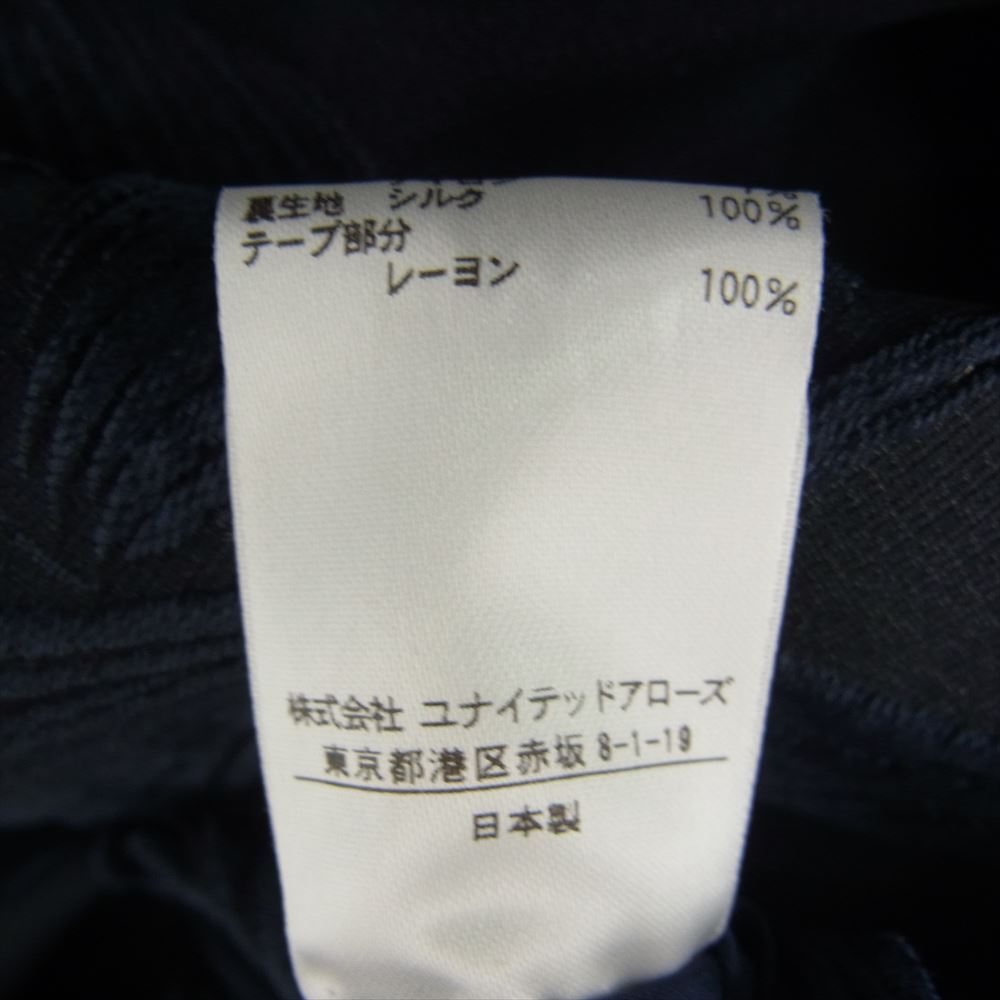 裏生地 シルク 100%
テープ部分
レーヨン 100%
株式会社 ユナイテッドアローズ
東京都港区赤坂 8-1-19
日本製